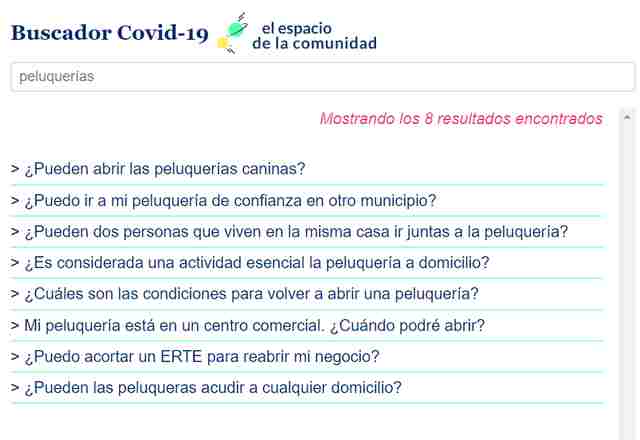 Buscador Covid-19
el espacio
de la comunidad
peluquerías
Mostrando los 8 resultados encontrados
> ¿Pueden abrir las peluquerías caninas?
> ¿Puedo ir a mi peluquería de confianza en otro municipio?
> ¿Pueden dos personas que viven en la misma casa ir juntas a la peluquería?
> ¿Es considerada una actividad esencial la peluquería a domicilio?
> ¿Cuáles son las condiciones para volver a abrir una peluquería?
> Mi peluquería está en un centro comercial. ¿Cuándo podré abrir?
> ¿Puedo acortar un ERTE para reabrir mi negocio?
> ¿Pueden las peluqueras acudir a cualquier domicilio?